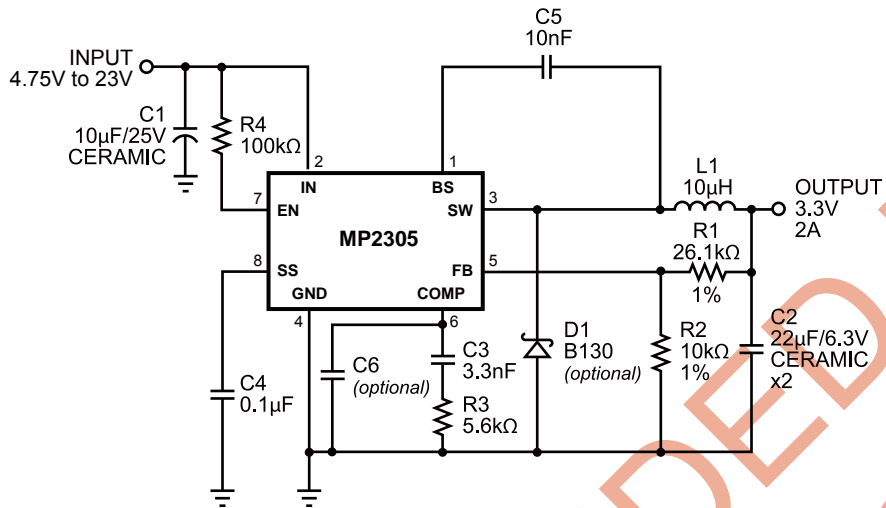 C5
10nF
INPUT
4.75V to 23V
C1
10µF/25V
CERAMIC
R4
100kΩ
2
1
IN
BS
7
EN
SW
3
L1
10µH
OUTPUT
3.3V
2A
MP2305
R1
26.1kΩ
1%
8
SS
FB
5
GND
COMP
4
6
C4
0.1µF
C6
(optional)
C3
3.3nF
R3
5.6kΩ
D1
B130
(optional)
R2
10kΩ
1%
C2
22µF/6.3V
CERAMIC
x2
DED